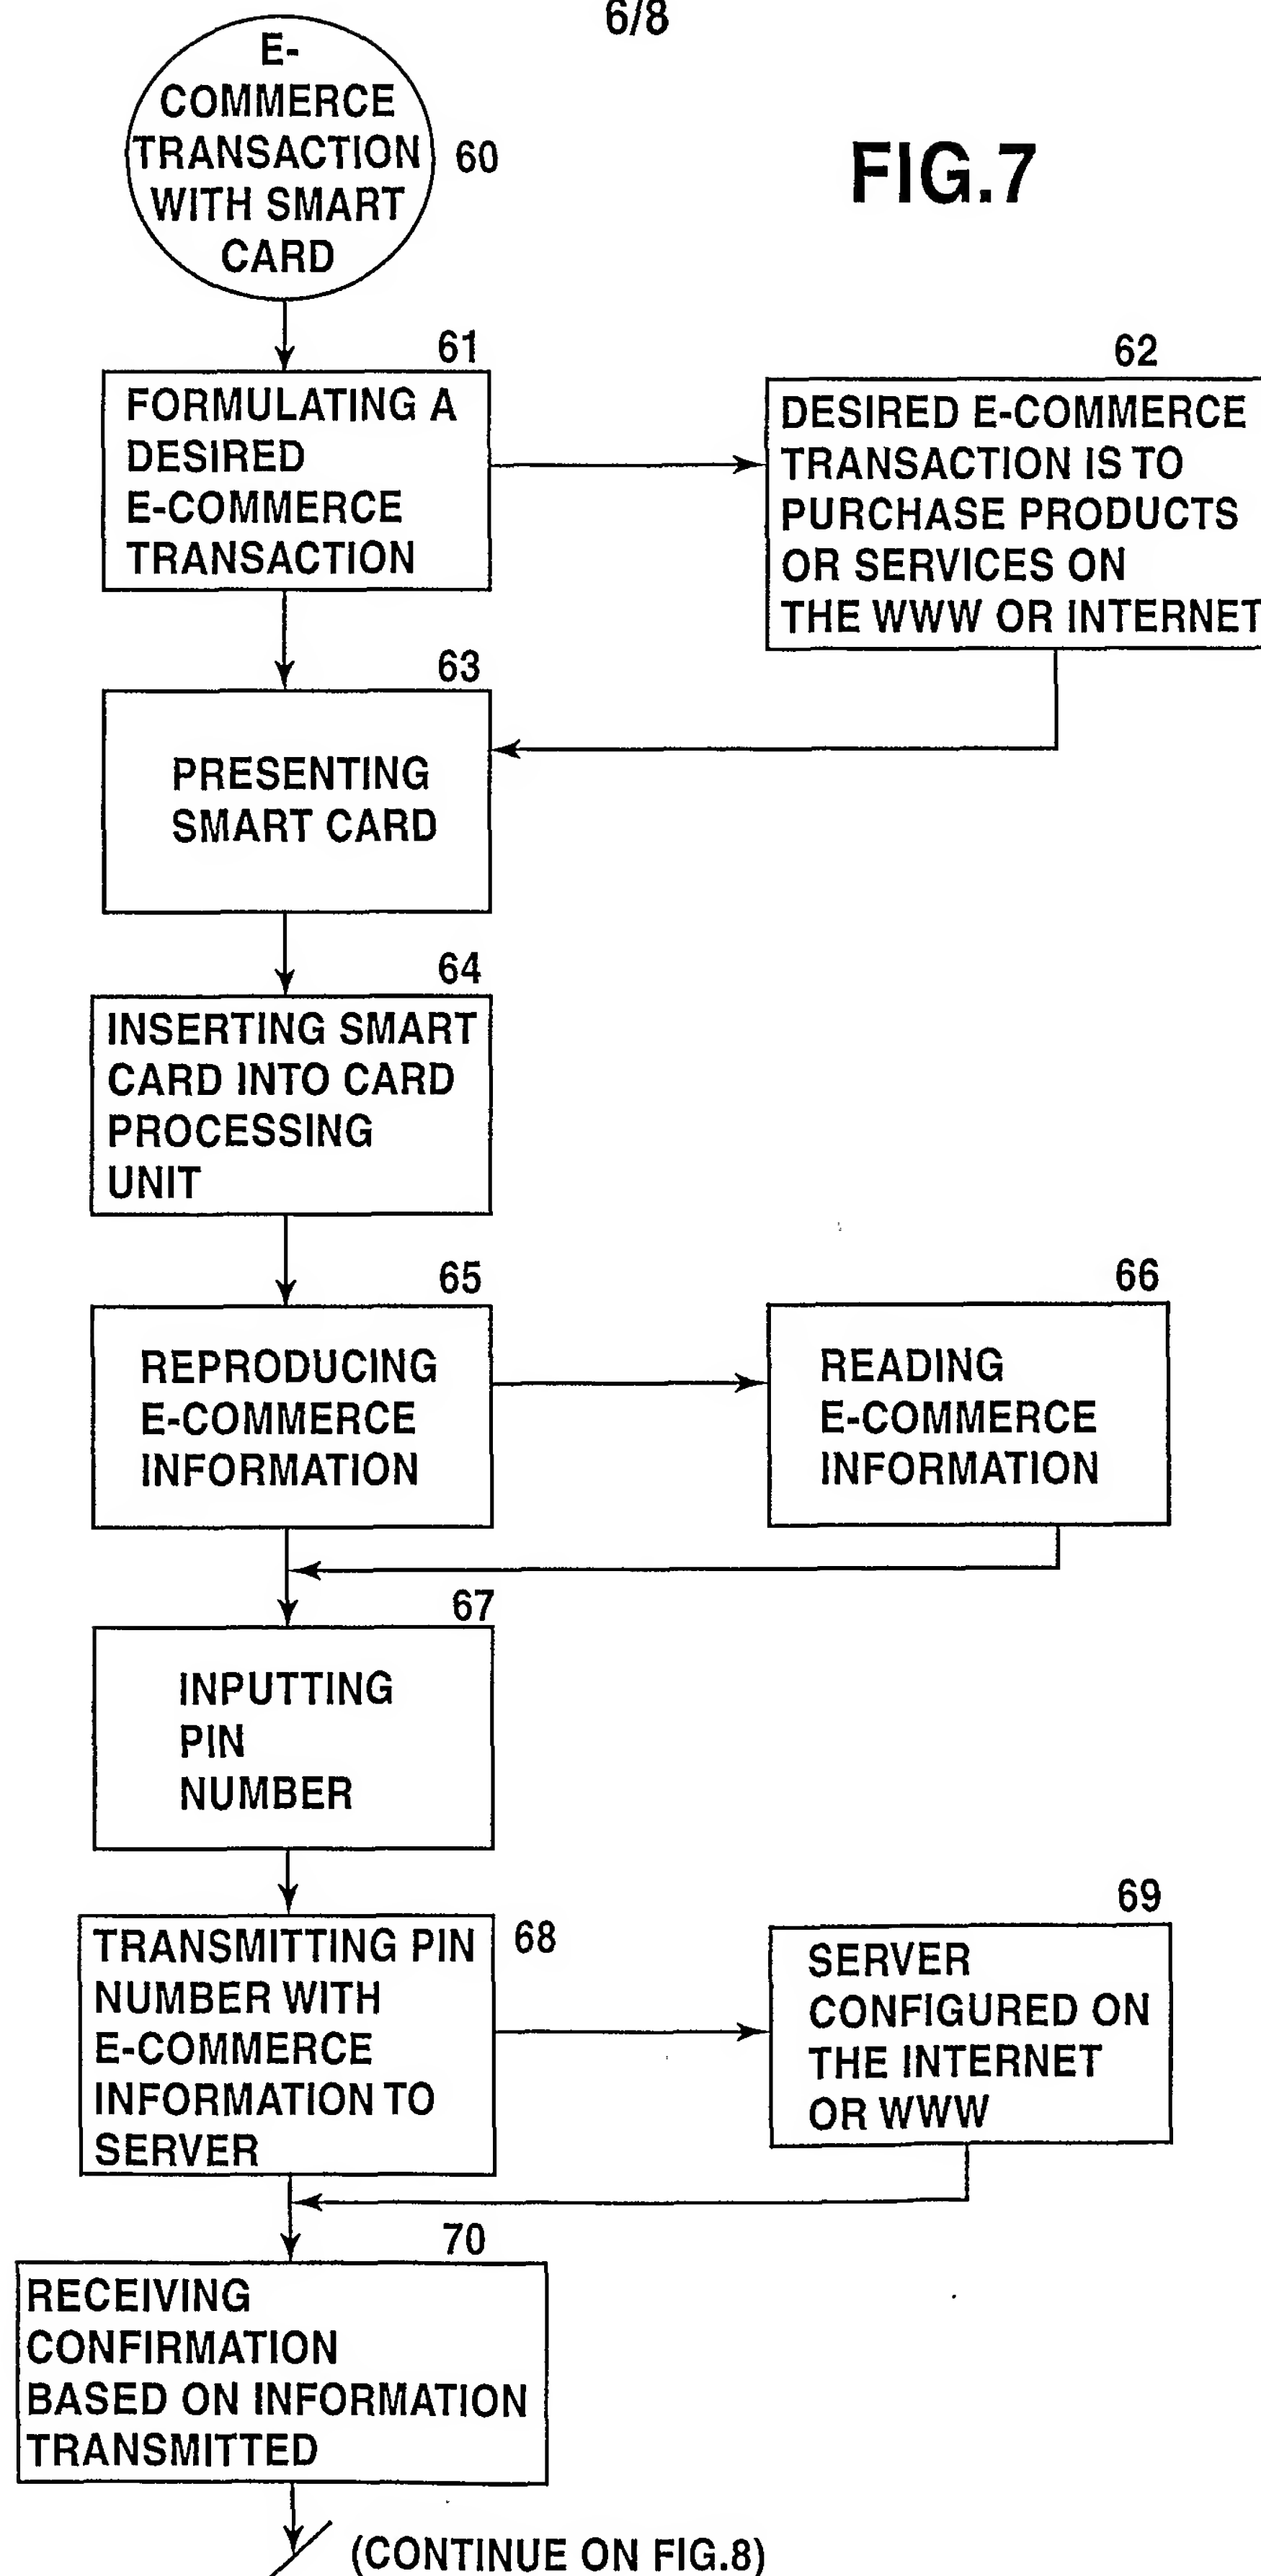 6/8
FIG.7
E-
COMMERCE
TRANSACTION
WITH SMART
CARD
60
61
FORMULATING A
DESIRED
E-COMMERCE
TRANSACTION
62
DESIRED E-COMMERCE
TRANSACTION IS TO
PURCHASE PRODUCTS
OR SERVICES ON
THE WWW OR INTERNET
63
PRESENTING
SMART CARD
64
INSERTING SMART
CARD INTO CARD
PROCESSING
UNIT
65
REPRODUCING
E-COMMERCE
INFORMATION
66
READING
E-COMMERCE
INFORMATION
67
INPUTTING
PIN
NUMBER
68
TRANSMITTING PIN
NUMBER WITH
E-COMMERCE
INFORMATION TO
SERVER
69
SERVER
CONFIGURED ON
THE INTERNET
OR WWW
70
RECEIVING
CONFIRMATION
BASED ON INFORMATION
TRANSMITTED
(CONTINUE ON FIG.8)